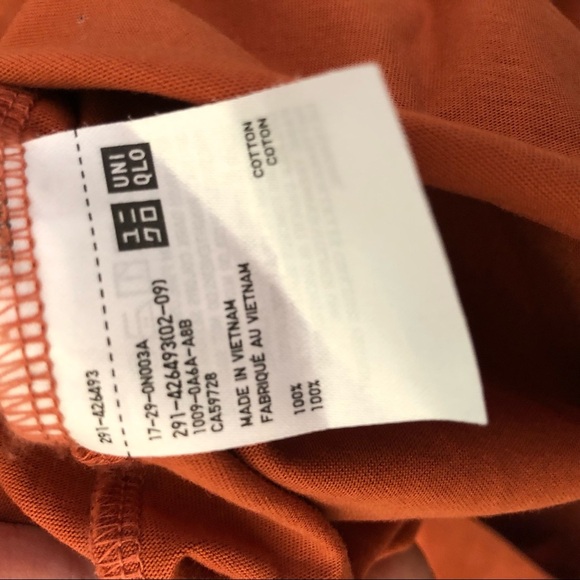 291-426493
UNI
QLO
ユニ
クロ
17-29-0N003A
291-426493(02-09)
1009-0A6A-A8B
CA59728
MADE IN VIETNAM
FABRIQUÉ AU VIETNAM
100% COTTON
100% COTON